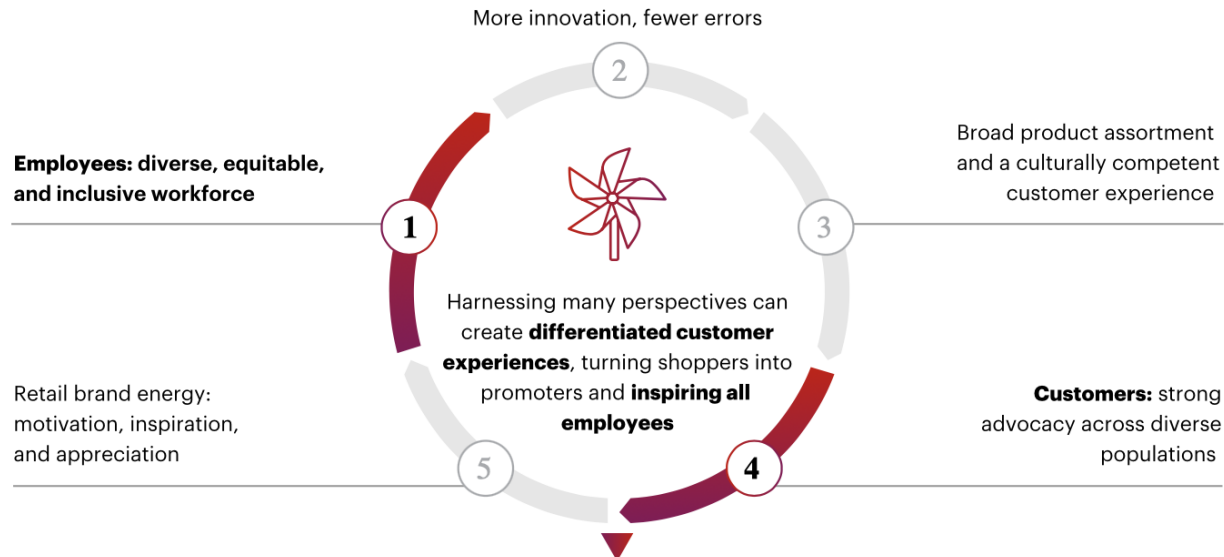 More innovation, fewer errors
2
Employees: diverse, equitable,
and inclusive workforce
1
Broad product assortment
and a culturally competent
customer experience
3
Harnessing many perspectives can
create differentiated customer
experiences, turning shoppers into
promoters and inspiring all
employees
Customers: strong
advocacy across diverse
populations
4
Retail brand energy:
motivation, inspiration,
and appreciation
5